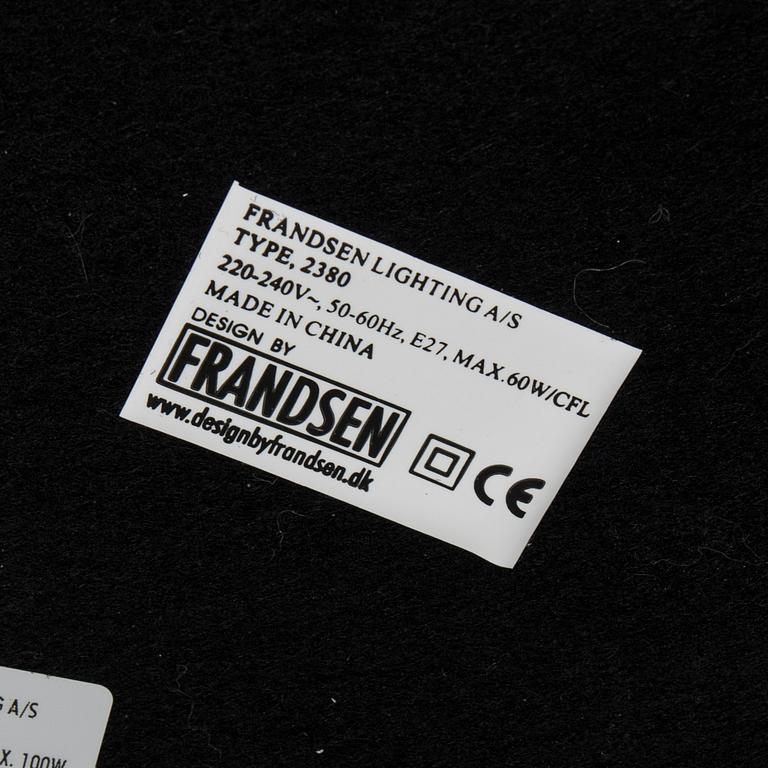 FRANDSEN LIGHTING A/S
TYPE, 2380
220-240V~, 50-60Hz, E27, MAX.60W/CFL
MADE IN CHINA
DESIGN BY
FRANDSEN
www.designbyfrandsen.dk
CE
G A/S
X. 100W